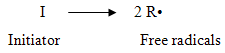 I ⟶ 2 R•
Initiator Free radicals